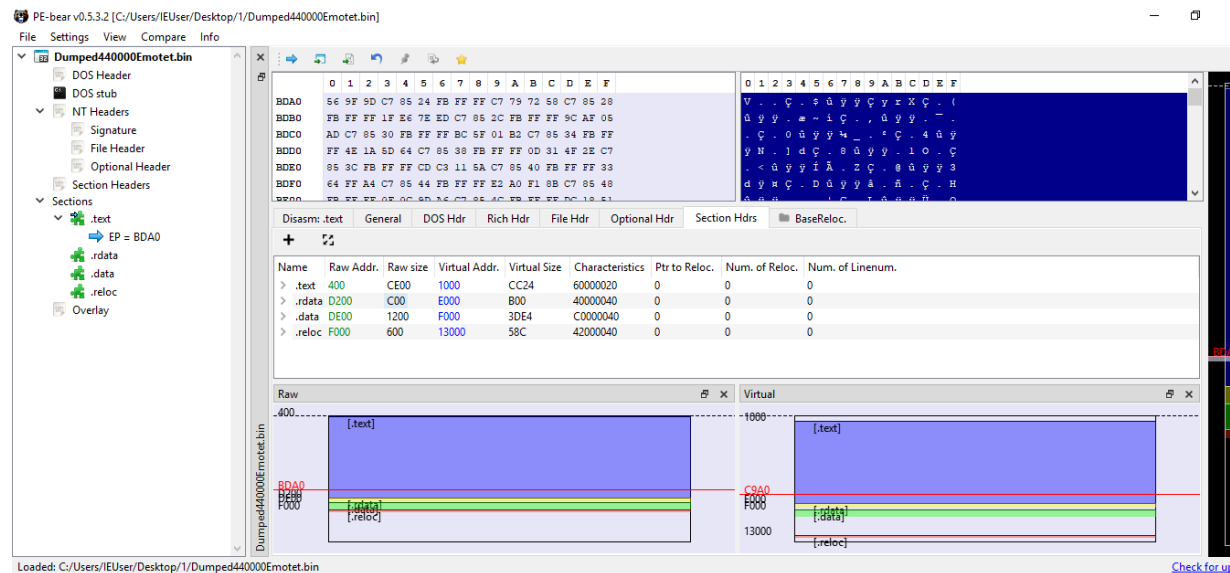 PE-bear v0.5.3.2 [C:/Users/IEUser/Desktop/1/Dumped440000Emotet.bin]
File Settings View Compare Info
Dumped440000Emotet.bin
DOS Header
DOS stub
NT Headers
Signature
File Header
Optional Header
Section Headers
Sections
.text
EP = BDA0
.rdata
.data
.reloc
Overlay
Dumped440000Emotet.bin
0 1 2 3 4 5 6 7 8 9 A B C D E F
BDA0 56 9F 9D C7 85 24 FB FF FF C7 79 72 58 C7 85 28
BDB0 FB FF FF 1F E6 7E ED C7 85 2C FB FF FF 9C AF 05
BDC0 AD C7 85 30 FB FF FF BC 5F 01 B2 C7 85 34 FB FF
BDD0 FF 4E 1A 5D 64 C7 85 38 FB FF FF 0D 31 4F 2E C7
BDE0 85 3C FB FF FF CD C3 11 5A C7 85 40 FB FF FF 33
BDF0 64 FF A4 C7 85 44 FB FF FF E2 A0 F1 8B C7 85 48
0 1 2 3 4 5 6 7 8 9 A B C D E F
V . . Ç . $ û ÿ ÿ Ç y r X Ç . (
û ÿ ÿ . æ ~ í Ç . , û ÿ ÿ . ¯ .
. Ç . 0 û ÿ ÿ ¼ _ . ² Ç . 4 û ÿ
ÿ N . ] d Ç . 8 û ÿ ÿ . 1 O . Ç
. < û ÿ ÿ Í Ã . Z Ç . @ û ÿ ÿ 3
d ÿ ¤ Ç . D û ÿ ÿ â . ñ . Ç . H
Disasm: .text General DOS Hdr Rich Hdr File Hdr Optional Hdr Section Hdrs BaseReloc.
Name Raw Addr. Raw size Virtual Addr. Virtual Size Characteristics Ptr to Reloc. Num. of Reloc. Num. of Linenum.
.text 400 CE00 1000 CC24 60000020 0 0 0
.rdata D200 C00 E000 B00 40000040 0 0 0
.data DE00 1200 F000 3DE4 C0000040 0 0 0
.reloc F000 600 13000 58C 42000040 0 0 0
Raw
400
[.text]
BDA0
D200
DE00
F000
[.rdata]
[.data]
[.reloc]
Virtual
1000
[.text]
C9A0
E000
F000
[.rdata]
[.data]
13000
[.reloc]
Loaded: C:/Users/IEUser/Desktop/1/Dumped440000Emotet.bin
Check for